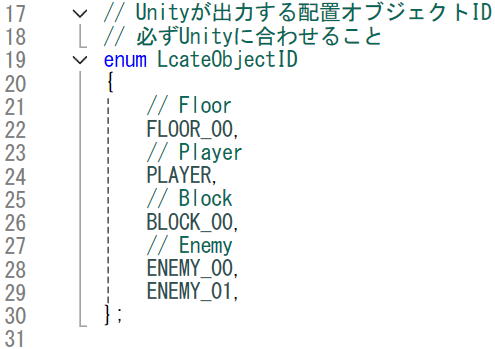 17 // Unityが出力する配置オブジェクトID
18 // 必ずUnityに合わせること
19 enum LcateObjectID
20 {
21 // Floor
22 FLOOR_00,
23 // Player
24 PLAYER,
25 // Block
26 BLOCK_00,
27 // Enemy
28 ENEMY_00,
29 ENEMY_01,
30 };
31